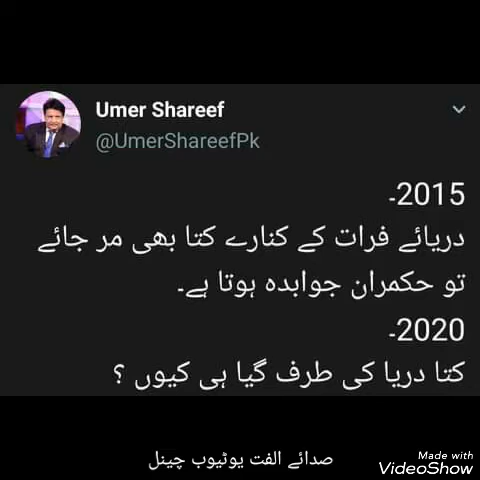 Umer Shareef
@UmerShareefPk
2015-
دریائے فرات کے کنارے کتا بھی مر جائے
تو حکمران جوابدہ ہوتا ہے۔
2020-
کتا دریا کی طرف گیا ہی کیوں ؟
صدائے الفت یوٹیوب چینل
Made with
VideoShow